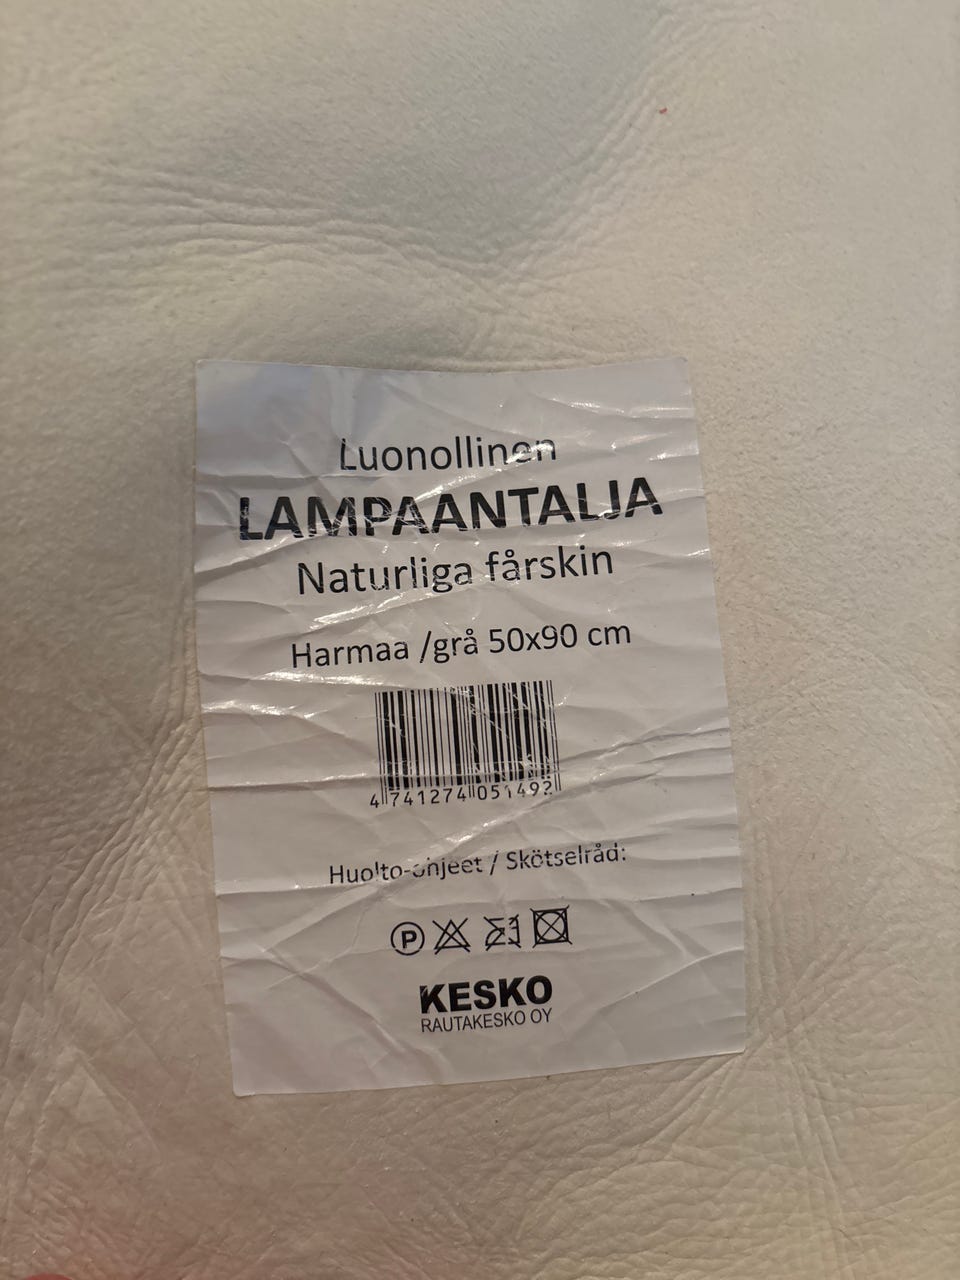 Luonollinen
LAMPAANTALJA
Naturliga fårskin
Harmaa /grå 50x90 cm
4 741274 051492
Huolto-ohjeet / Skötselråd:
P
KESKO
RAUTAKESKO OY